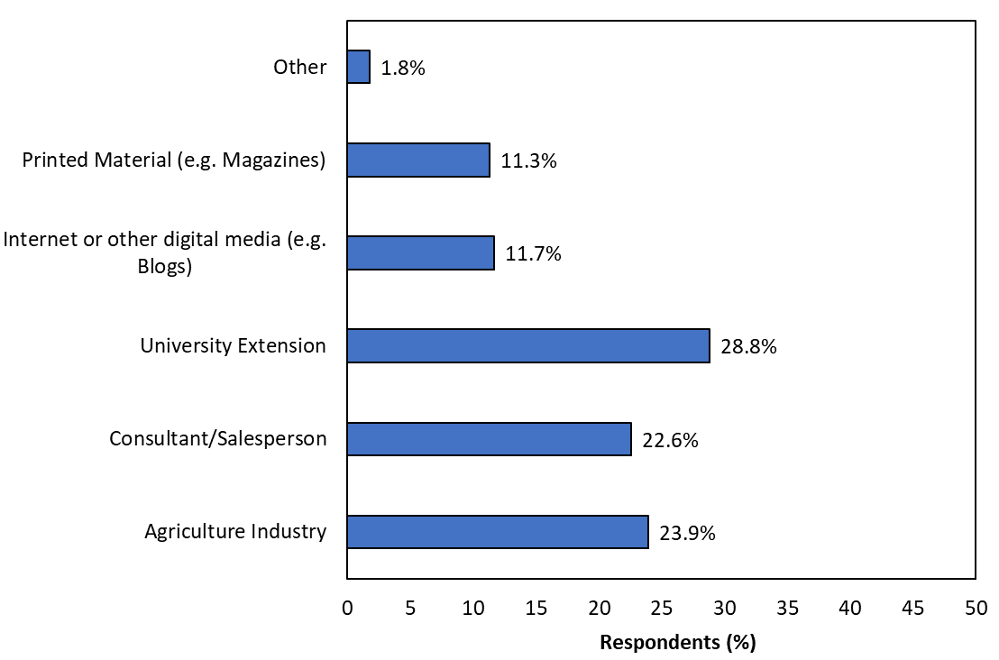 Other
1.8%
Printed Material (e.g. Magazines)
11.3%
Internet or other digital media (e.g.
Blogs)
11.7%
University Extension
28.8%
Consultant/Salesperson
22.6%
Agriculture Industry
23.9%
0 5 10 15 20 25 30 35 40 45 50
Respondents (%)